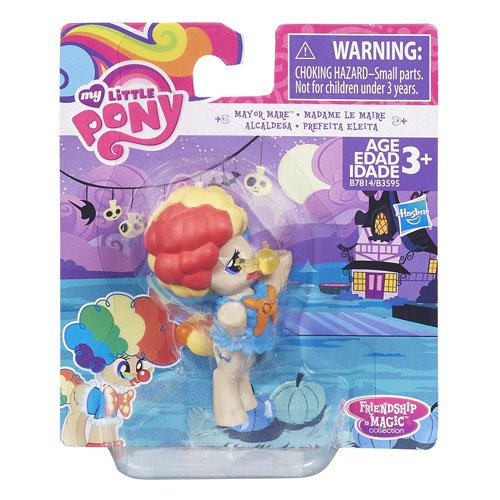 my LiTTLe
PONY
WARNING:
CHOKING HAZARD–Small parts.
Not for children under 3 years.
MAYOR MARE™ • MADAME LE MAIRE
ALCALDESA • PREFEITA ELEITA
AGE
EDAD
IDADE 3+
B7814/B3595
Hasbro
FRIENDSHIP
is MAGIC
collection